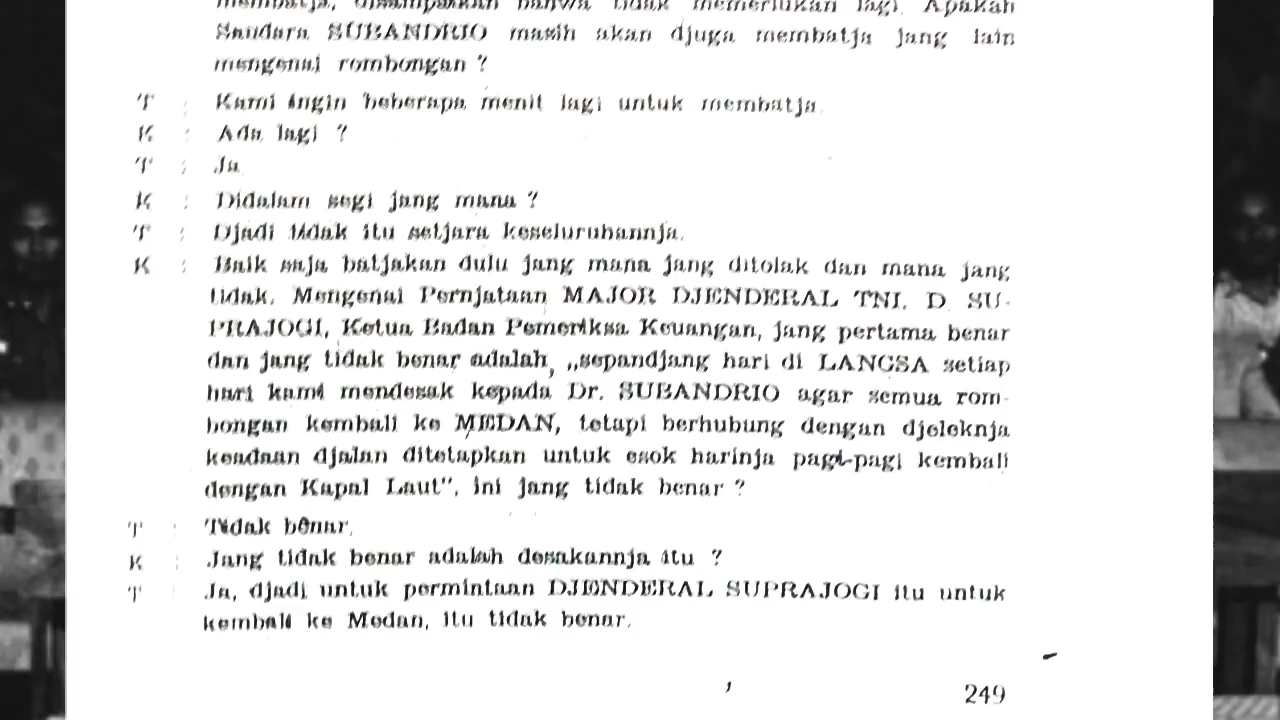 membatja, disampaikan bahwa tidak memerlukan lagi. Apakah
Saudara SUBANDRIO masih akan djuga membatja jang lain
mengenai rombongan ?
T : Kami ingin beberapa menit lagi untuk membatja.
K : Ada lagi ?
T : Ja
K : Didalam segi jang mana ?
T : Djadi tidak itu setjara keseluruhannja.
K : Baik saja batjakan dulu jang mana jang ditolak dan mana jang
tidak. Mengenai Pernjataan MAJOR DJENDERAL TNI. D. SU-
PRAJOGI, Ketua Badan Pemeriksa Keuangan, jang pertama benar
dan jang tidak benar adalah, „sepandjang hari di LANGSA setiap
hari kami mendesak kepada Dr. SUBANDRIO agar semua rom-
bongan kembali ke MEDAN, tetapi berhubung dengan djeleknja
keadaan djalan ditetapkan untuk esok harinja pagi-pagi kembali
dengan Kapal Laut", ini jang tidak benar ?
T : Tidak benar.
K : Jang tidak benar adalah desakannja itu ?
T : Ja, djadi untuk permintaan DJENDERAL SUPRAJOGI itu untuk
kembali ke Medan, itu tidak benar.
249